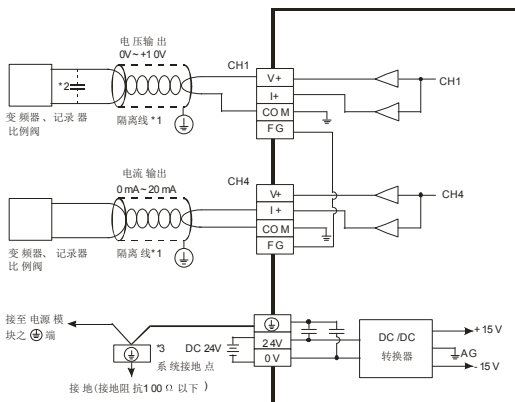 电压输出
0V~+10V
CH1
*2
变频器、记录器
比例阀
隔离线*1
V+
I+
COM
FG
CH1
电流输出
0mA~20mA
CH4
变频器、记录器
比例阀
隔离线*1
V+
I+
COM
FG
CH4
接至电源模
块之 端
*3
系统接地点
接地(接地阻抗100Ω以下)
DC 24V
24V
0V
DC/DC
转换器
+15V
AG
-15V